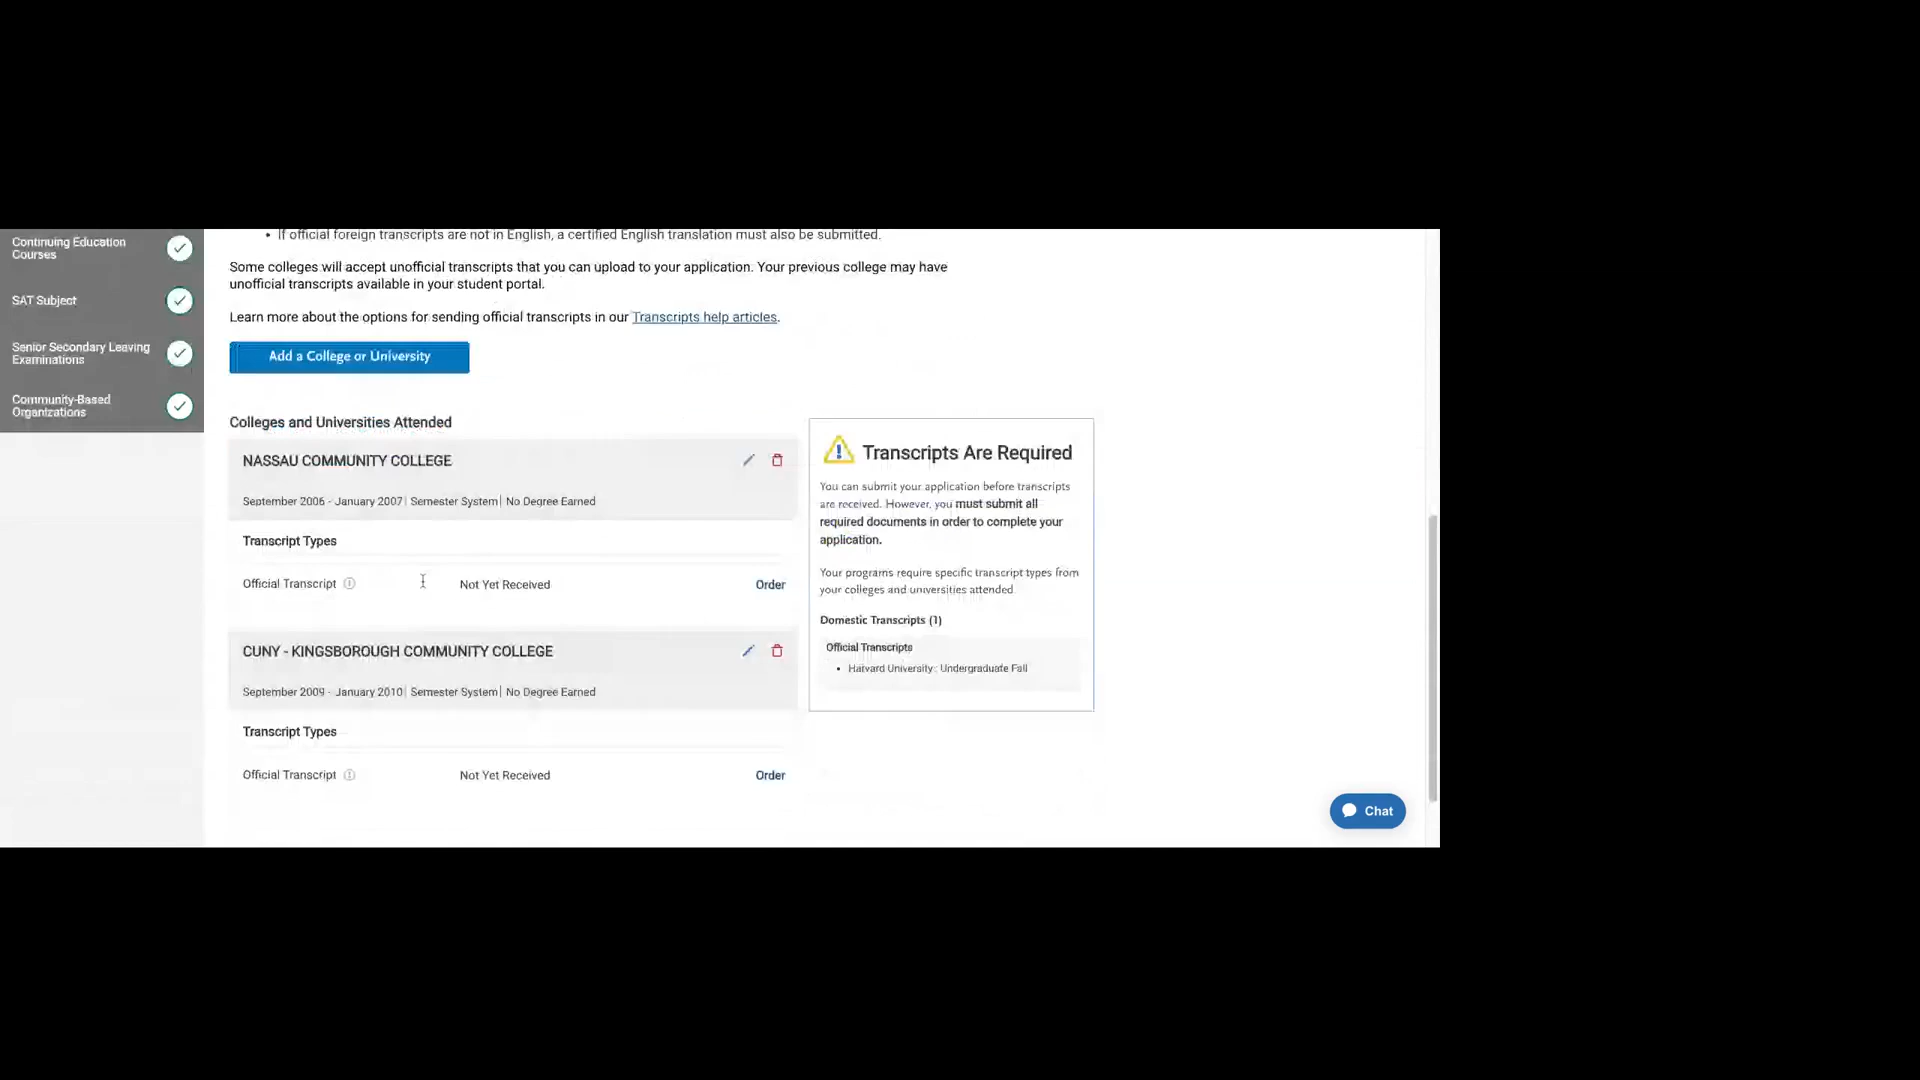 Continuing Education
Courses
SAT Subject
Senior Secondary Leaving
Examinations
Community-Based
Organizations
• If official foreign transcripts are not in English, a certified English translation must also be submitted.
Some colleges will accept unofficial transcripts that you can upload to your application. Your previous college may have
unofficial transcripts available in your student portal.
Learn more about the options for sending official transcripts in our Transcripts help articles.
Add a College or University
Colleges and Universities Attended
NASSAU COMMUNITY COLLEGE
September 2006 - January 2007 | Semester System | No Degree Earned
Transcript Types
Official Transcript Not Yet Received Order
CUNY - KINGSBOROUGH COMMUNITY COLLEGE
September 2009 - January 2010 | Semester System | No Degree Earned
Transcript Types
Official Transcript Not Yet Received Order
Transcripts Are Required
You can submit your application before transcripts
are received. However, you must submit all
required documents in order to complete your
application.
Your programs require specific transcript types from
your colleges and universities attended.
Domestic Transcripts (1)
Official Transcripts
• Harvard University: Undergraduate Fall
Chat